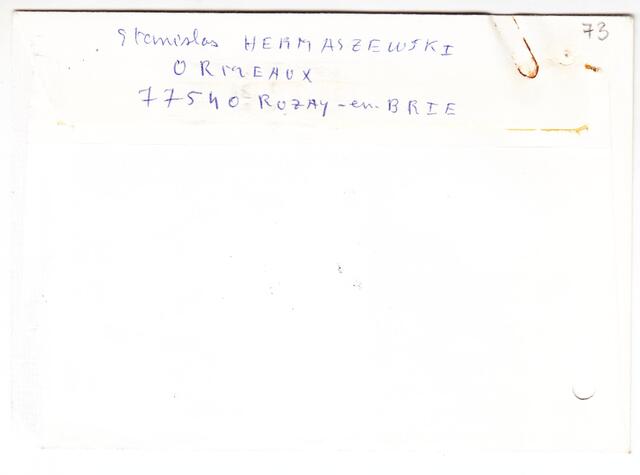 73
Stanislas HERMASZEWSKI
ORMEAUX
77540 ROZAY-en-BRIE